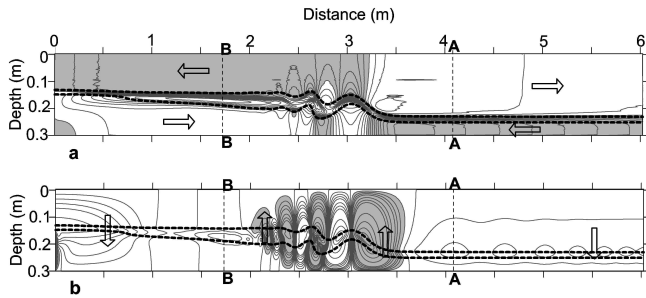 Distance (m)
0 1 B 2 3 A 4 5 6
Depth (m)
0
0.1
0.2
0.3
a B A
Depth (m)
0
0.1
0.2
0.3
B A
b B A